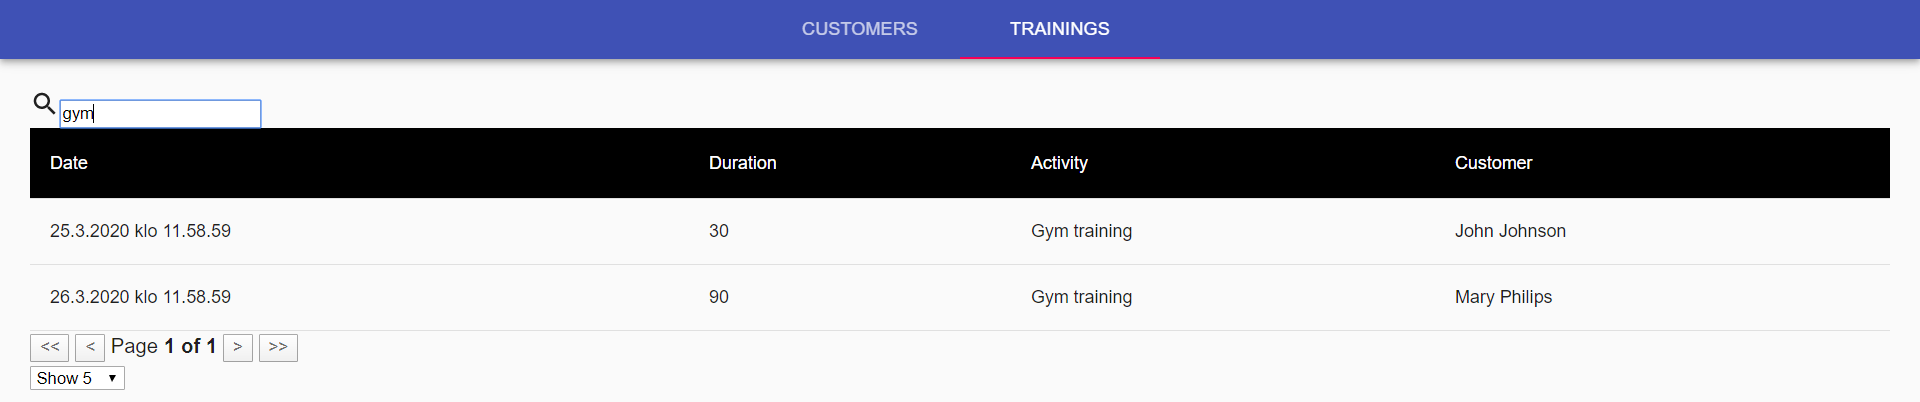 CUSTOMERS TRAININGS
gym
Date Duration Activity Customer
25.3.2020 klo 11.58.59 30 Gym training John Johnson
26.3.2020 klo 11.58.59 90 Gym training Mary Philips
<< < Page 1 of 1 > >>
Show 5